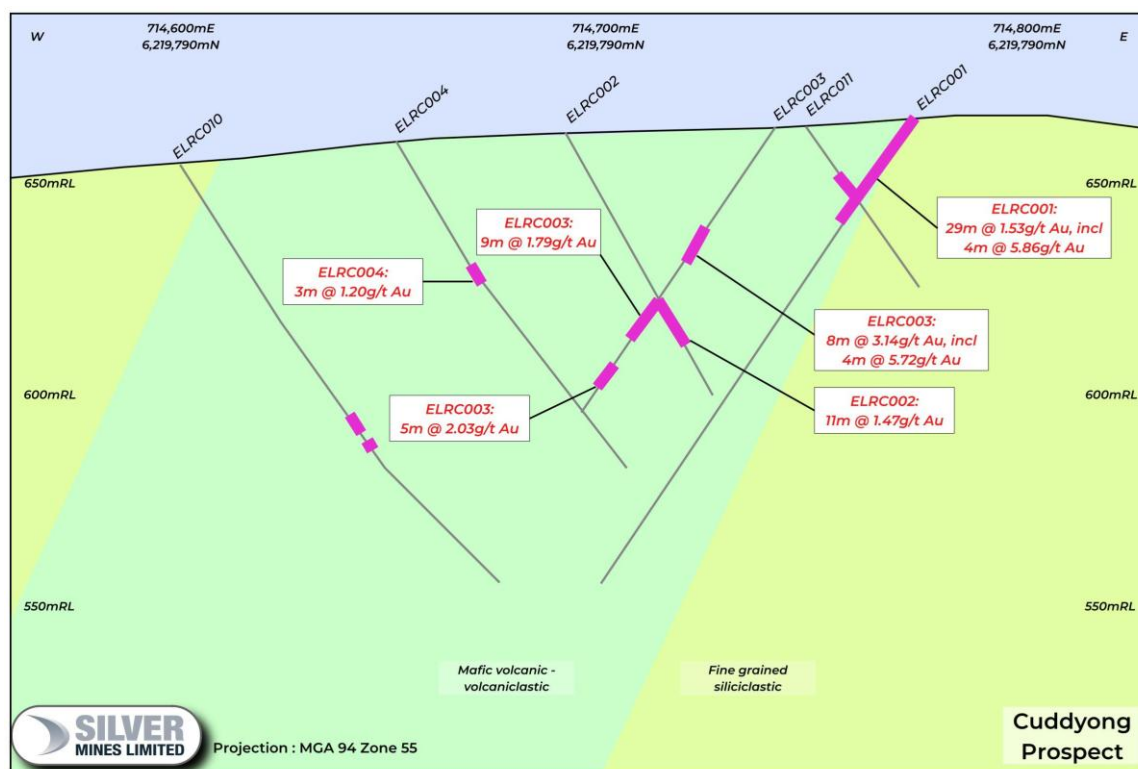 W
714,600mE
6,219,790mN
714,700mE
6,219,790mN
714,800mE
6,219,790mN
E
ELRC010
ELRC004
ELRC002
ELRC003
ELRC011
ELRC001
650mRL
650mRL
ELRC001:
29m @ 1.53g/t Au, incl
4m @ 5.86g/t Au
ELRC003:
9m @ 1.79g/t Au
ELRC004:
3m @ 1.20g/t Au
ELRC003:
8m @ 3.14g/t Au, incl
4m @ 5.72g/t Au
600mRL
600mRL
ELRC003:
5m @ 2.03g/t Au
ELRC002:
11m @ 1.47g/t Au
550mRL
550mRL
Mafic volcanic -
volcaniclastic
Fine grained
siliciclastic
SILVER
MINES LIMITED
Projection : MGA 94 Zone 55
Cuddyong
Prospect